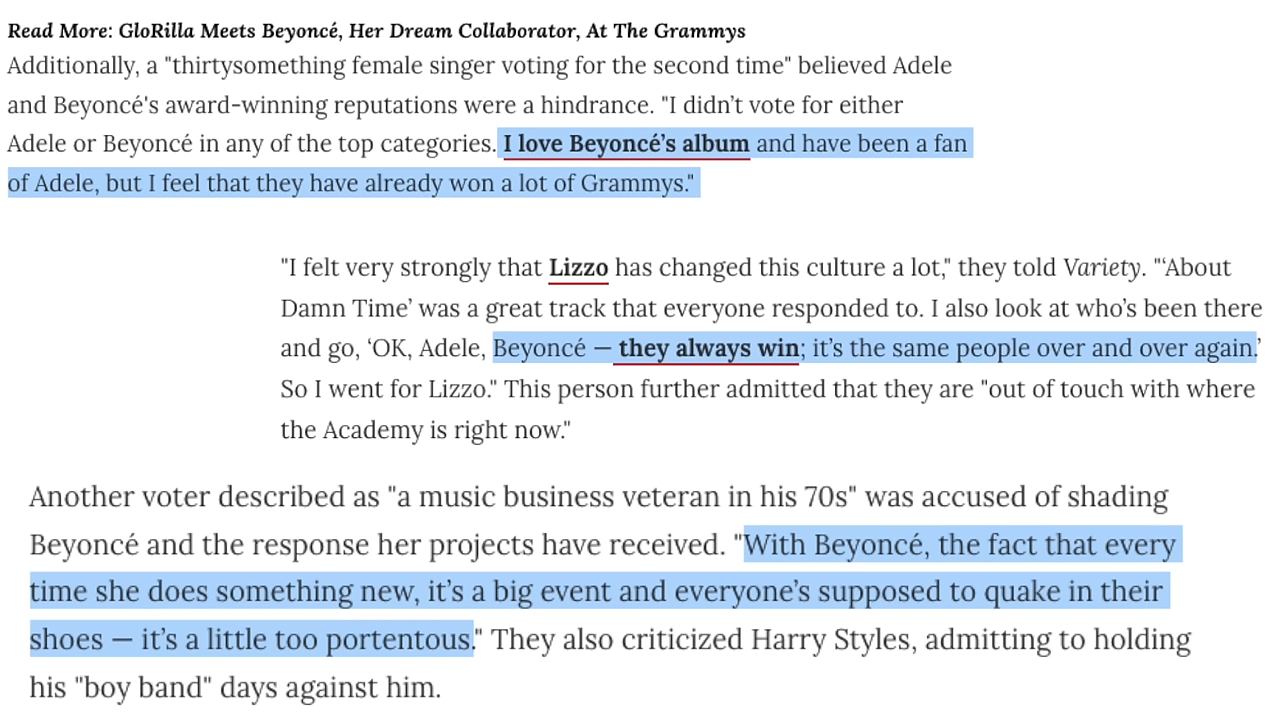 Read More: GloRilla Meets Beyoncé, Her Dream Collaborator, At The Grammys
Additionally, a "thirtysomething female singer voting for the second time" believed Adele
and Beyoncé's award-winning reputations were a hindrance. "I didn’t vote for either
Adele or Beyoncé in any of the top categories. I love Beyoncé’s album and have been a fan
of Adele, but I feel that they have already won a lot of Grammys."
"I felt very strongly that Lizzo has changed this culture a lot," they told Variety. "‘About
Damn Time’ was a great track that everyone responded to. I also look at who’s been there
and go, ‘OK, Adele, Beyoncé — they always win; it’s the same people over and over again.’
So I went for Lizzo." This person further admitted that they are "out of touch with where
the Academy is right now."
Another voter described as "a music business veteran in his 70s" was accused of shading
Beyoncé and the response her projects have received. "With Beyoncé, the fact that every
time she does something new, it’s a big event and everyone’s supposed to quake in their
shoes — it’s a little too portentous." They also criticized Harry Styles, admitting to holding
his "boy band" days against him.